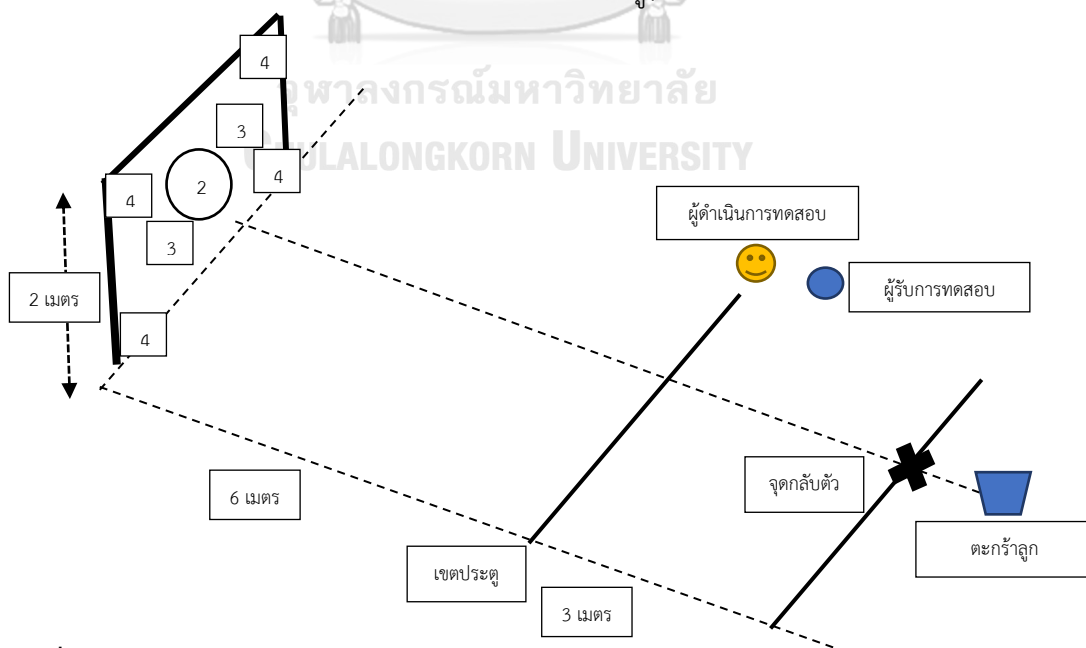 จุฬาลงกรณ์มหาวิทยาลัย
CHULALONGKORN UNIVERSITY
4
3
4
2
4
3
4
2 เมตร
ผู้ดำเนินการทดสอบ
ผู้รับการทดสอบ
6 เมตร
จุดกลับตัว
ตะกร้าลูก
เขตประตู
3 เมตร